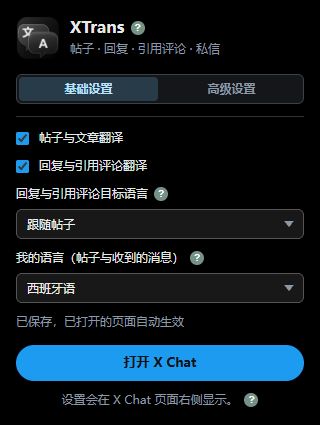 文
A
XTrans ?
帖子 · 回复 · 引用评论 · 私信
基础设置
高级设置
帖子与文章翻译
回复与引用评论翻译
回复与引用评论目标语言 ?
跟随帖子
我的语言（帖子与收到的消息） ?
西班牙语
已保存，已打开的页面自动生效
打开 X Chat
设置会在 X Chat 页面右侧显示。 ?